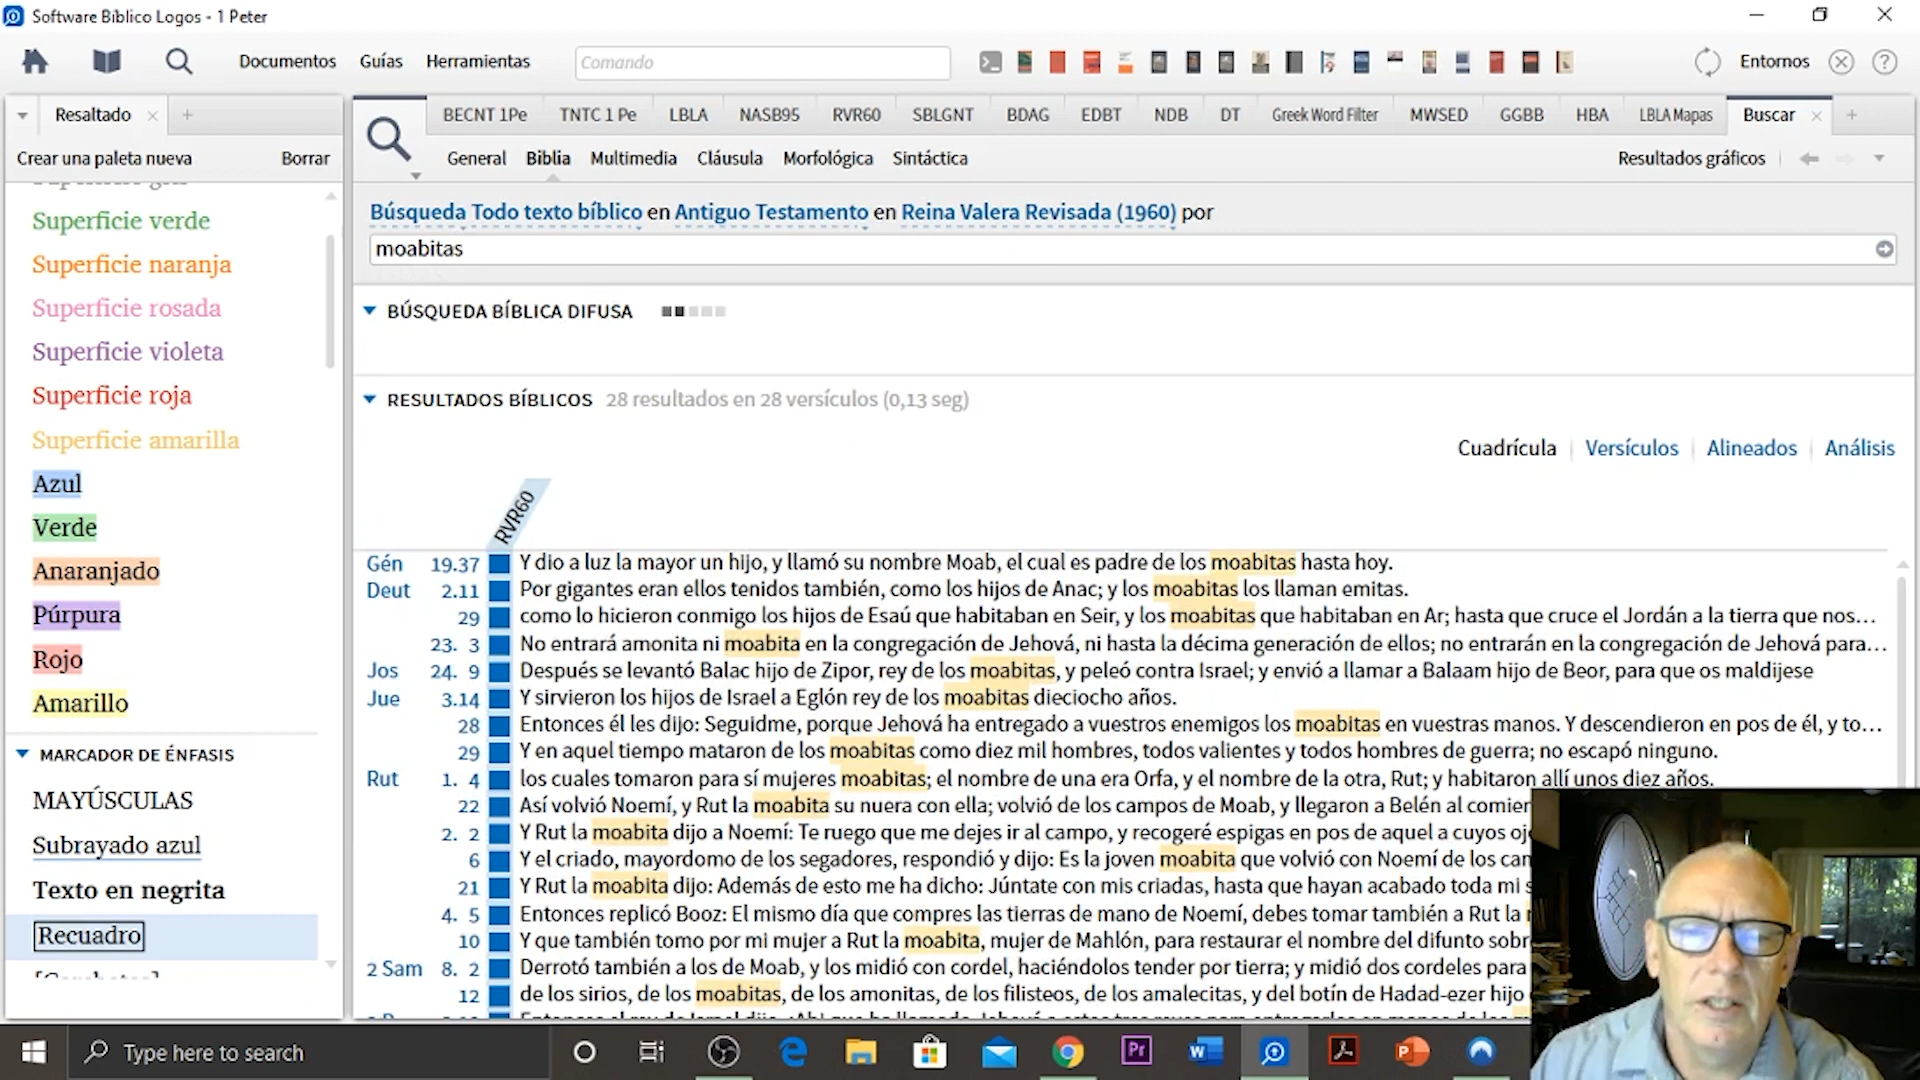 Software Bíblico Logos - 1 Peter
Documentos Guías Herramientas Comando Entornos
Resaltado
Crear una paleta nueva Borrar
Superficie verde
Superficie naranja
Superficie rosada
Superficie violeta
Superficie roja
Superficie amarilla
Azul
Verde
Anaranjado
Púrpura
Rojo
Amarillo
MARCADOR DE ÉNFASIS
MAYÚSCULAS
Subrayado azul
Texto en negrita
Recuadro
BECNT 1Pe TNTC 1 Pe LBLA NASB95 RVR60 SBLGNT BDAG EDBT NDB DT Greek Word Filter MWSED GGBB HBA LBLA Mapas Buscar
General Biblia Multimedia Cláusula Morfológica Sintáctica Resultados gráficos
Búsqueda Todo texto bíblico en Antiguo Testamento en Reina Valera Revisada (1960) por
moabitas
BÚSQUEDA BÍBLICA DIFUSA
RESULTADOS BÍBLICOS 28 resultados en 28 versículos (0,13 seg)
Cuadrícula Versículos Alineados Análisis
RVR60
Gén 19.37 Y dio a luz la mayor un hijo, y llamó su nombre Moab, el cual es padre de los moabitas hasta hoy.
Deut 2.11 Por gigantes eran ellos tenidos también, como los hijos de Anac; y los moabitas los llaman emitas.
29 como lo hicieron conmigo los hijos de Esaú que habitaban en Seir, y los moabitas que habitaban en Ar; hasta que cruce el Jordán a la tierra que nos...
23. 3 No entrará amonita ni moabita en la congregación de Jehová, ni hasta la décima generación de ellos; no entrarán en la congregación de Jehová para...
Jos 24. 9 Después se levantó Balac hijo de Zipor, rey de los moabitas, y peleó contra Israel; y envió a llamar a Balaam hijo de Beor, para que os maldijese
Jue 3.14 Y sirvieron los hijos de Israel a Eglón rey de los moabitas dieciocho años.
28 Entonces él les dijo: Seguidme, porque Jehová ha entregado a vuestros enemigos los moabitas en vuestras manos. Y descendieron en pos de él, y to...
29 Y en aquel tiempo mataron de los moabitas como diez mil hombres, todos valientes y todos hombres de guerra; no escapó ninguno.
Rut 1. 4 los cuales tomaron para sí mujeres moabitas; el nombre de una era Orfa, y el nombre de la otra, Rut; y habitaron allí unos diez años.
22 Así volvió Noemí, y Rut la moabita su nuera con ella; volvió de los campos de Moab, y llegaron a Belén al comier
2. 2 Y Rut la moabita dijo a Noemí: Te ruego que me dejes ir al campo, y recogeré espigas en pos de aquel a cuyos oj
6 Y el criado, mayordomo de los segadores, respondió y dijo: Es la joven moabita que volvió con Noemí de los can
21 Y Rut la moabita dijo: Además de esto me ha dicho: Júntate con mis criadas, hasta que hayan acabado toda mi s
4. 5 Entonces replicó Booz: El mismo día que compres las tierras de mano de Noemí, debes tomar también a Rut la
10 Y que también tomo por mi mujer a Rut la moabita, mujer de Mahlón, para restaurar el nombre del difunto sobr
2 Sam 8. 2 Derrotó también a los de Moab, y los midió con cordel, haciéndolos tender por tierra; y midió dos cordeles para
12 de los sirios, de los moabitas, de los amonitas, de los filisteos, de los amalecitas, y del botín de Hadad-ezer hijo
Type here to search